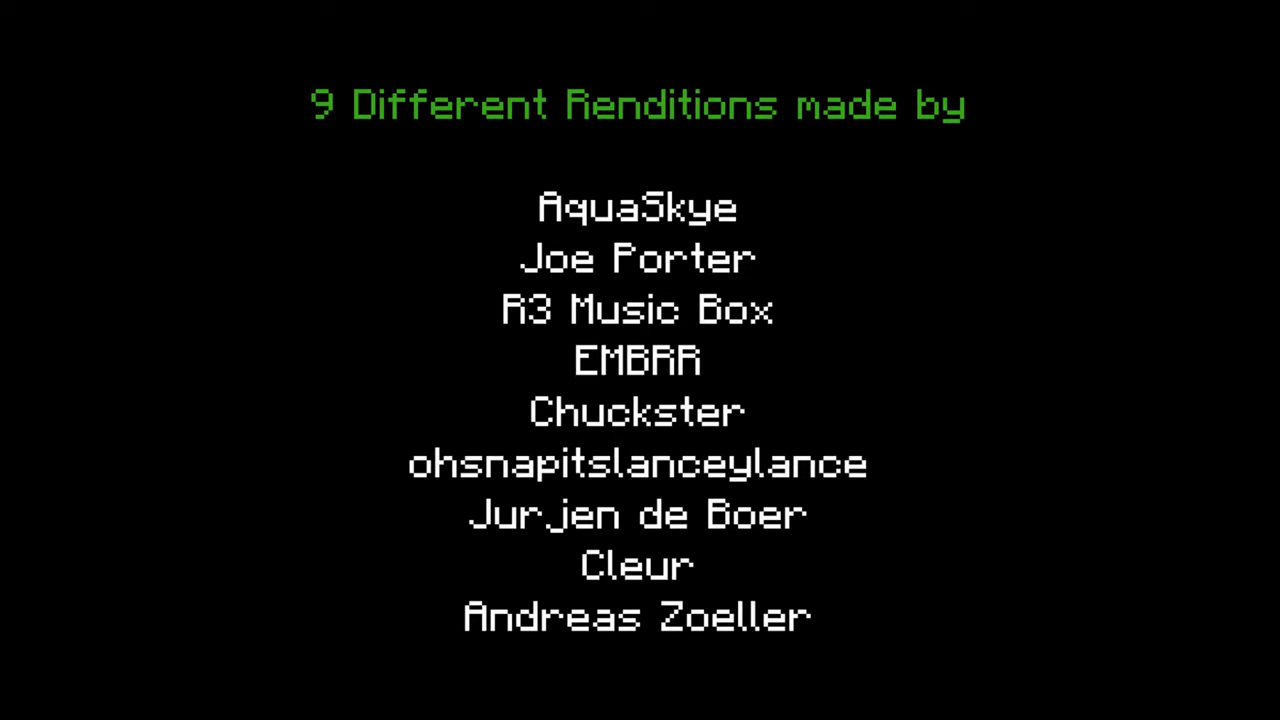 9 Different Renditions made by
AquaSkye
Joe Porter
R3 Music Box
EMBRR
Chuckster
ohsnapitslanceylance
Jurjen de Boer
Cleur
Andreas Zoeller